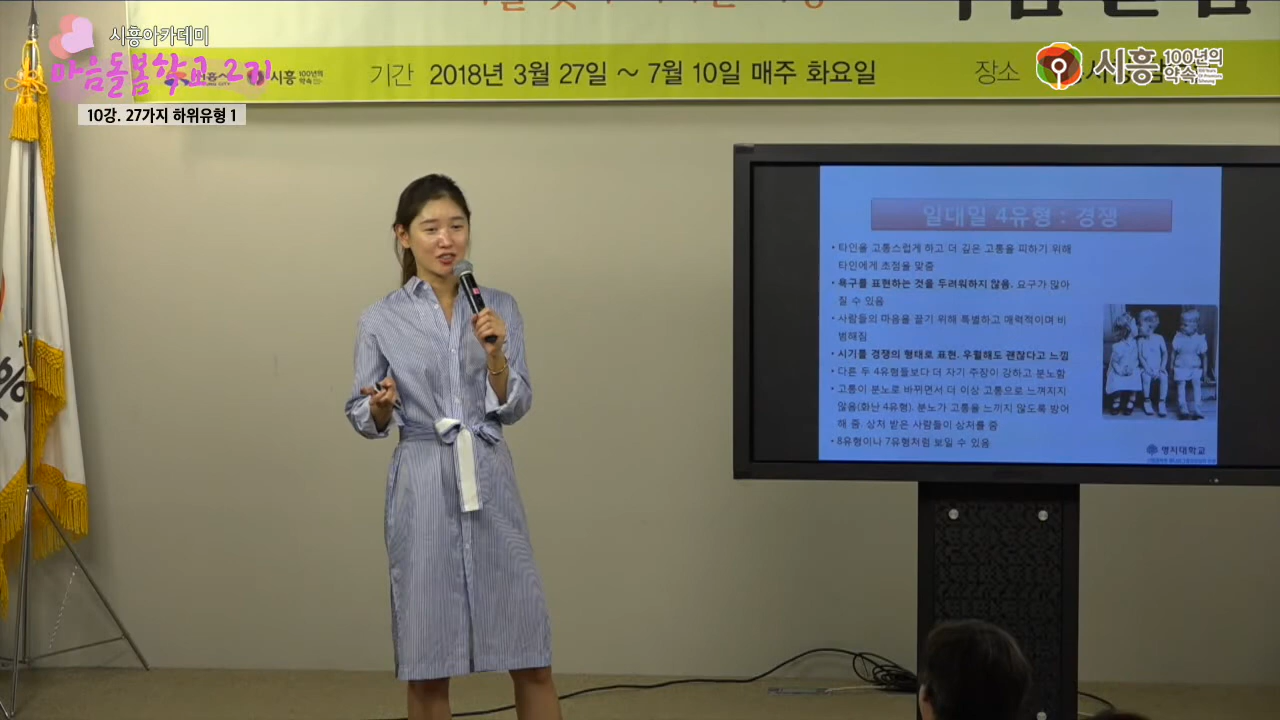 시흥아카데미
마음돌봄학교 2기
10강. 27가지 하위유형 1
시흥 100년의 약속
기간 2018년 3월 27일 ~ 7월 10일 매주 화요일
장소
시흥 100년의 약속
일대일 4유형 : 경쟁
• 타인을 고통스럽게 하고 더 깊은 고통을 피하기 위해
타인에게 초점을 맞춤
• 욕구를 표현하는 것을 두려워하지 않음. 요구가 많아
질 수 있음
• 사람들의 마음을 끌기 위해 특별하고 매력적이며 비
범해짐
• 시기를 경쟁의 형태로 표현. 우월해도 괜찮다고 느낌
• 다른 두 4유형들보다 더 자기 주장이 강하고 분노함
• 고통이 분노로 바뀌면서 더 이상 고통으로 느껴지지
않음(화난 4유형). 분노가 고통을 느끼지 않도록 방어
해 줌. 상처 받은 사람들이 상처를 줌
• 8유형이나 7유형처럼 보일 수 있음
명지대학교